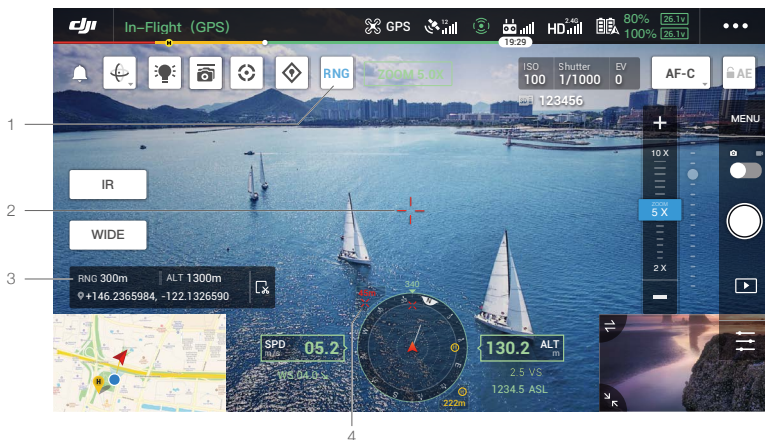 dji In-Flight (GPS) GPS 12 HD 2.4G 80% 26.1v
100% 26.1v
H 19:29
RNG ZOOM 5.0X ISO 100 Shutter 1/1000 EV 0 AF-C AE
123456
1
MENU
10 X
IR
2
ZOOM
5 X
WIDE
2 X
3
RNG 300m ALT 1300m
+146.2365984, -122.1326590
340
N
W
E
S
SPD m/s 05.2 130.2 ALT m
WS 04.0 2.5 VS
H
1234.5 ASL
H
222m
4